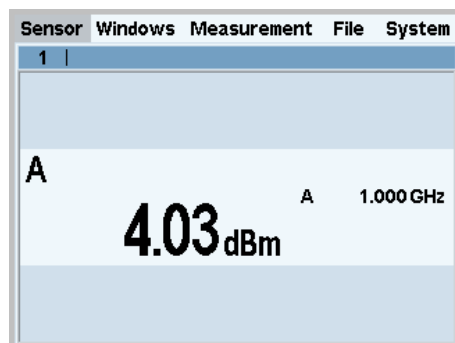 Sensor Windows Measurement File System
1
A
A 1.000 GHz
4.03 dBm